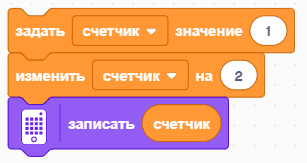 задать счетчик значение 1
изменить счетчик на 2
записать счетчик